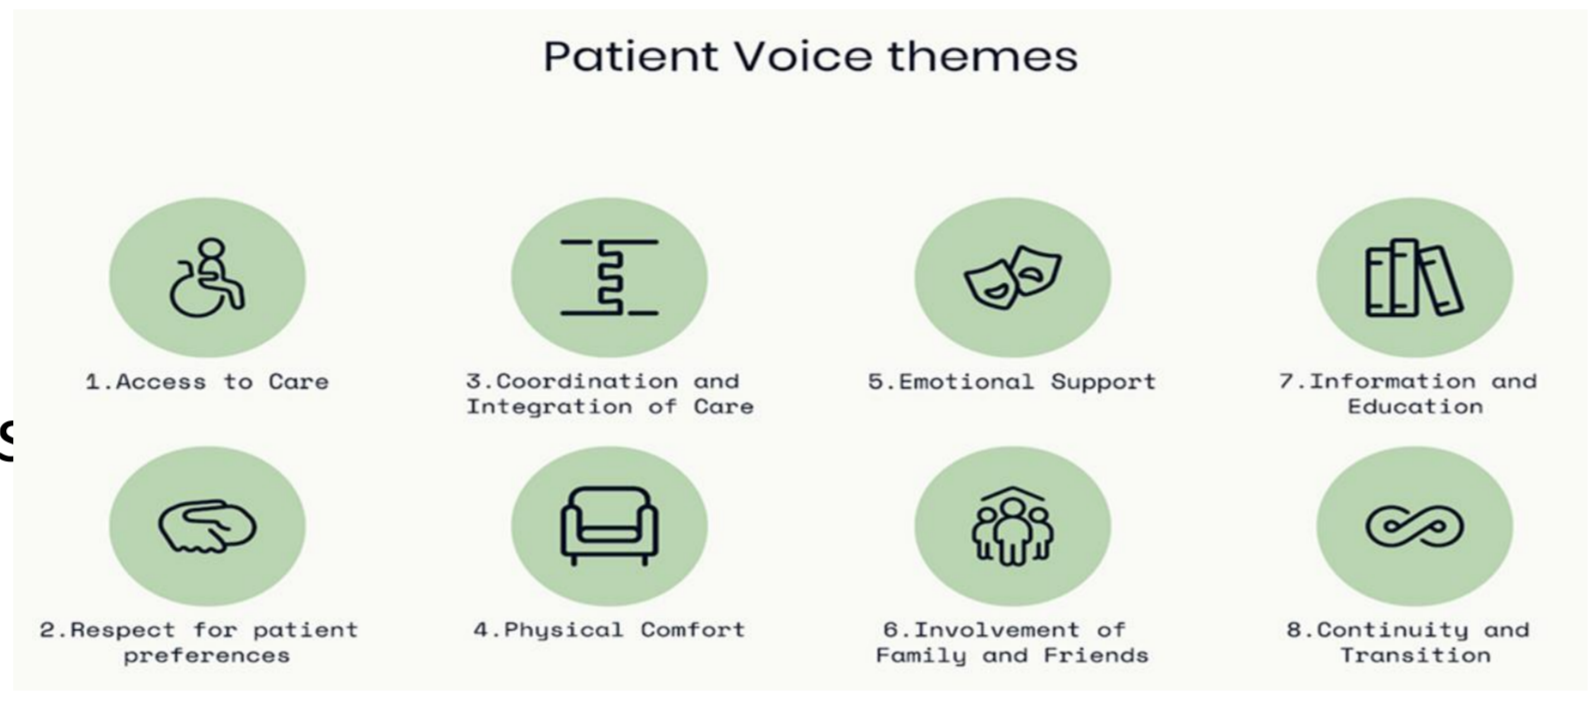 Patient Voice themes
1.Access to Care
3.Coordination and
Integration of Care
5.Emotional Support
7.Information and
Education
2.Respect for patient
preferences
4.Physical Comfort
6.Involvement of
Family and Friends
8.Continuity and
Transition